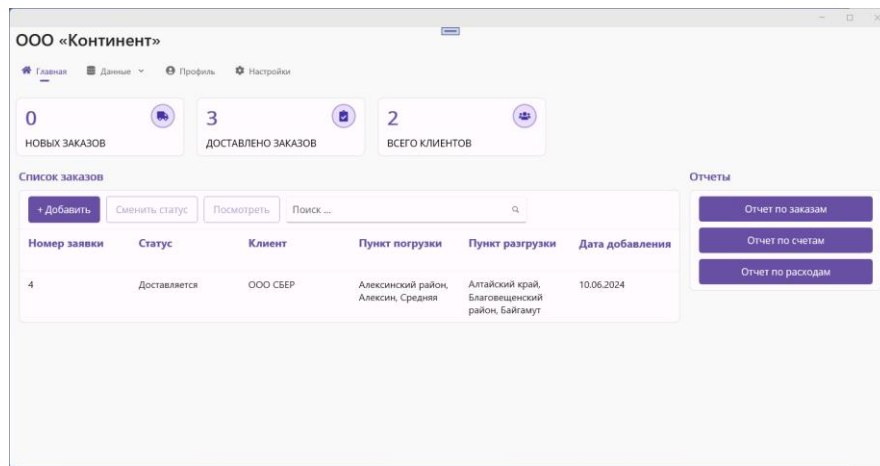 ООО «Континент»
Главная Данные Профиль Настройки
0
НОВЫХ ЗАКАЗОВ
3
ДОСТАВЛЕНО ЗАКАЗОВ
2
ВСЕГО КЛИЕНТОВ
Список заказов
+ Добавить Сменить статус Посмотреть Поиск ...
Номер заявки Статус Клиент Пункт погрузки Пункт разгрузки Дата добавления
4 Доставляется ООО СБЕР Алексинский район, Алтайский край, 10.06.2024
Алексин, Средняя Благовещенский
район, Байгамут
Отчеты
Отчет по заказам
Отчет по счетам
Отчет по расходам